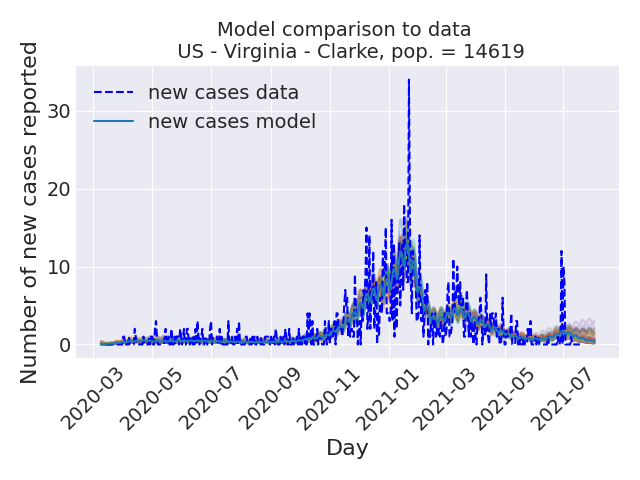 Model comparison to data
US - Virginia - Clarke, pop. = 14619
Number of new cases reported
new cases data
new cases model
30
20
10
0
2020-03
2020-05
2020-07
2020-09
2020-11
2021-01
2021-03
2021-05
2021-07
Day